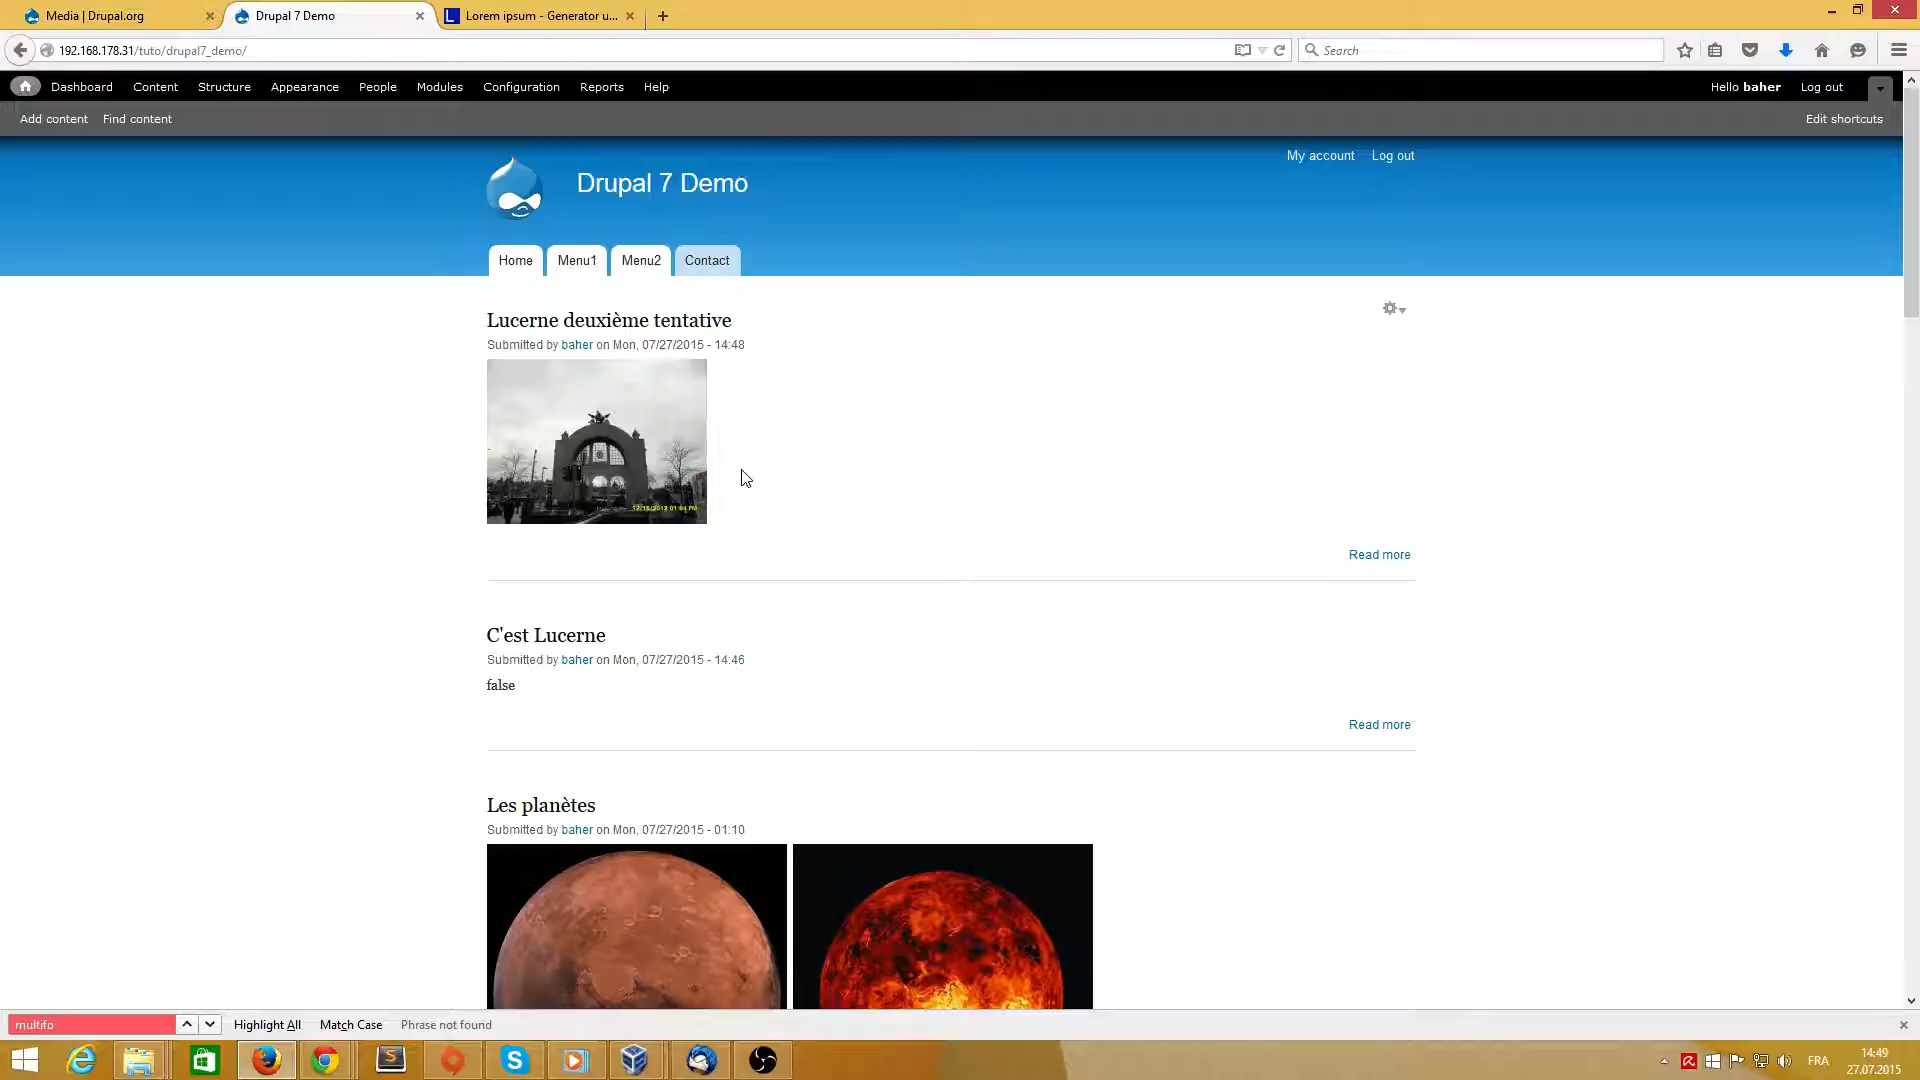 Media | Drupal.org
Drupal 7 Demo
Lorem ipsum - Generator u...
192.168.178.31/tuto/drupal7_demo/
Search
Dashboard Content Structure Appearance People Modules Configuration Reports Help
Hello baher Log out
Add content Find content
Edit shortcuts
My account Log out
Drupal 7 Demo
Home Menu1 Menu2 Contact
Lucerne deuxième tentative
Submitted by baher on Mon, 07/27/2015 - 14:48
Read more
C'est Lucerne
Submitted by baher on Mon, 07/27/2015 - 14:46
false
Read more
Les planètes
Submitted by baher on Mon, 07/27/2015 - 01:10
multifo
Highlight All Match Case Phrase not found
FRA
14:49
27.07.2015